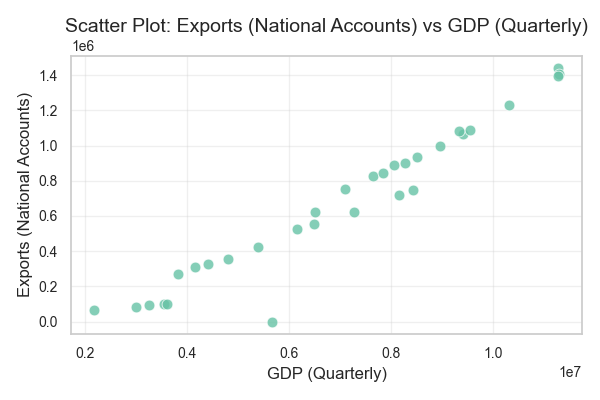 Scatter Plot: Exports (National Accounts) vs GDP (Quarterly)
1e6
1.4
1.2
1.0
0.8
0.6
0.4
0.2
0.0
Exports (National Accounts)
0.2 0.4 0.6 0.8 1.0
1e7
GDP (Quarterly)